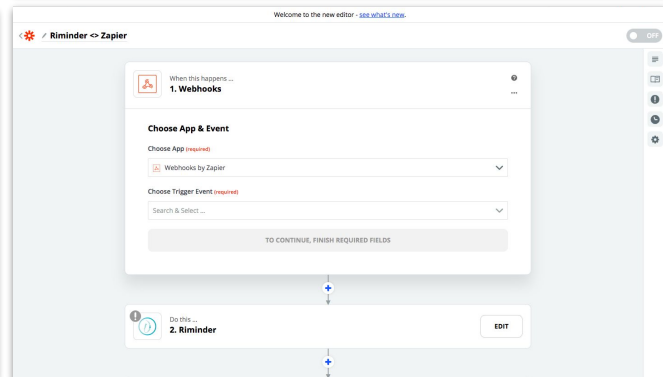 Welcome to the new editor - see what's new.
Riminder <> Zapier
OFF
When this happens ...
1. Webhooks
...
Choose App & Event
Choose App (required)
Webhooks by Zapier
Choose Trigger Event (required)
Search & Select ...
TO CONTINUE, FINISH REQUIRED FIELDS
Do this ...
2. Riminder
EDIT